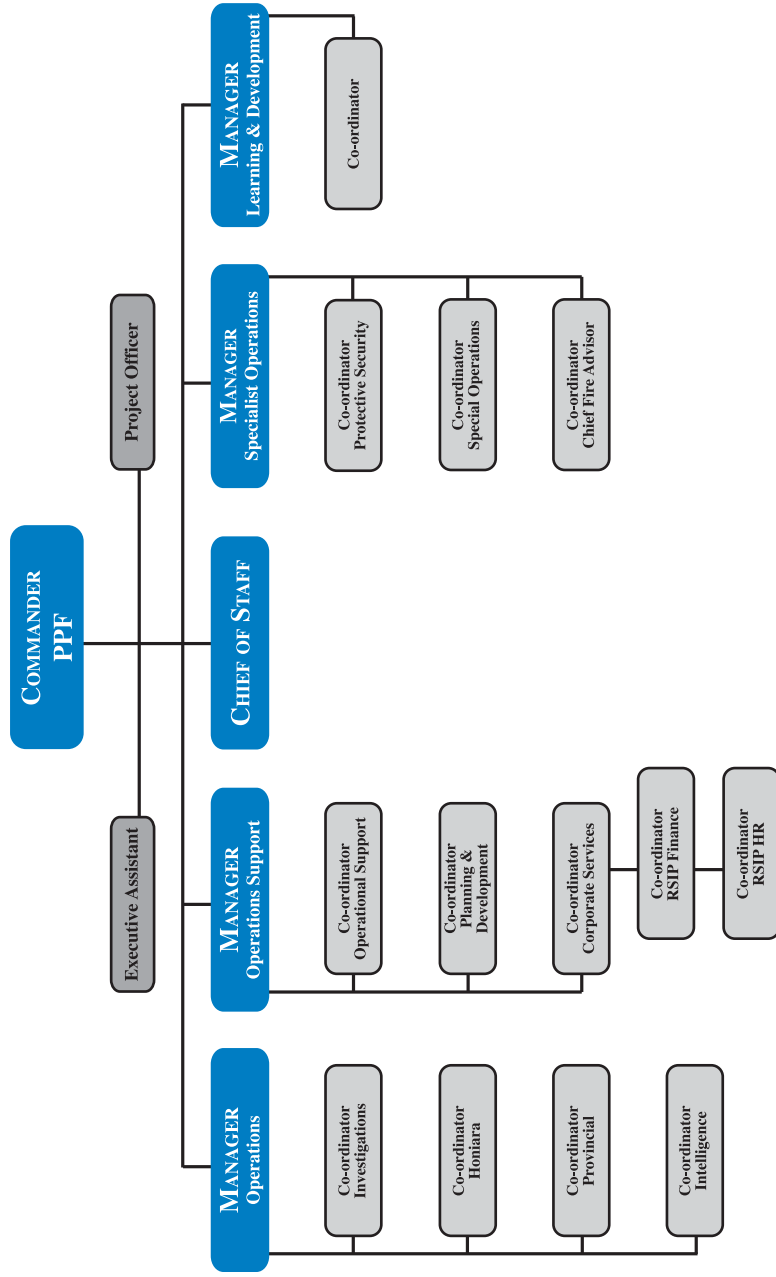 COMMANDER
PPF
Executive Assistant
Project Officer
MANAGER
Operations
MANAGER
Operations Support
CHIEF OF STAFF
MANAGER
Specialist Operations
MANAGER
Learning & Development
Co-ordinator
Investigations
Co-ordinator
Honiara
Co-ordinator
Provincial
Co-ordinator
Intelligence
Co-ordinator
Operational Support
Co-ordinator
Planning &
Development
Co-ordinator
Corporate Services
Co-ordinator
RSIP Finance
Co-ordinator
RSIP HR
Co-ordinator
Protective Security
Co-ordinator
Special Operations
Co-ordinator
Chief Fire Advisor
Co-ordinator